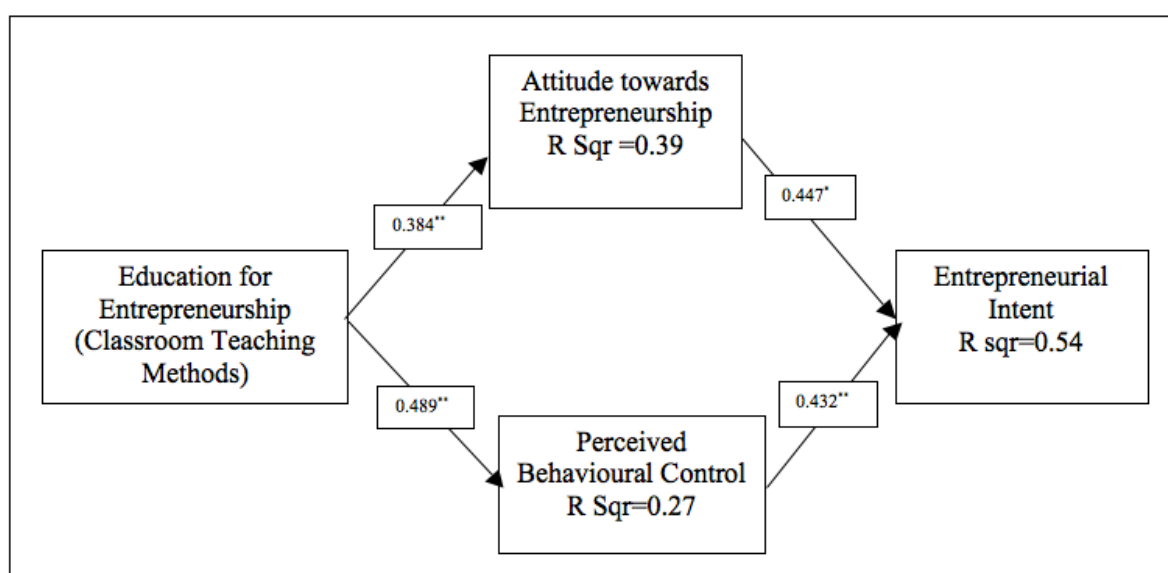 Attitude towards
Entrepreneurship
R Sqr =0.39
0.384**
0.447*
Education for
Entrepreneurship
(Classroom Teaching
Methods)
Entrepreneurial
Intent
R sqr=0.54
0.489**
0.432**
Perceived
Behavioural Control
R Sqr=0.27